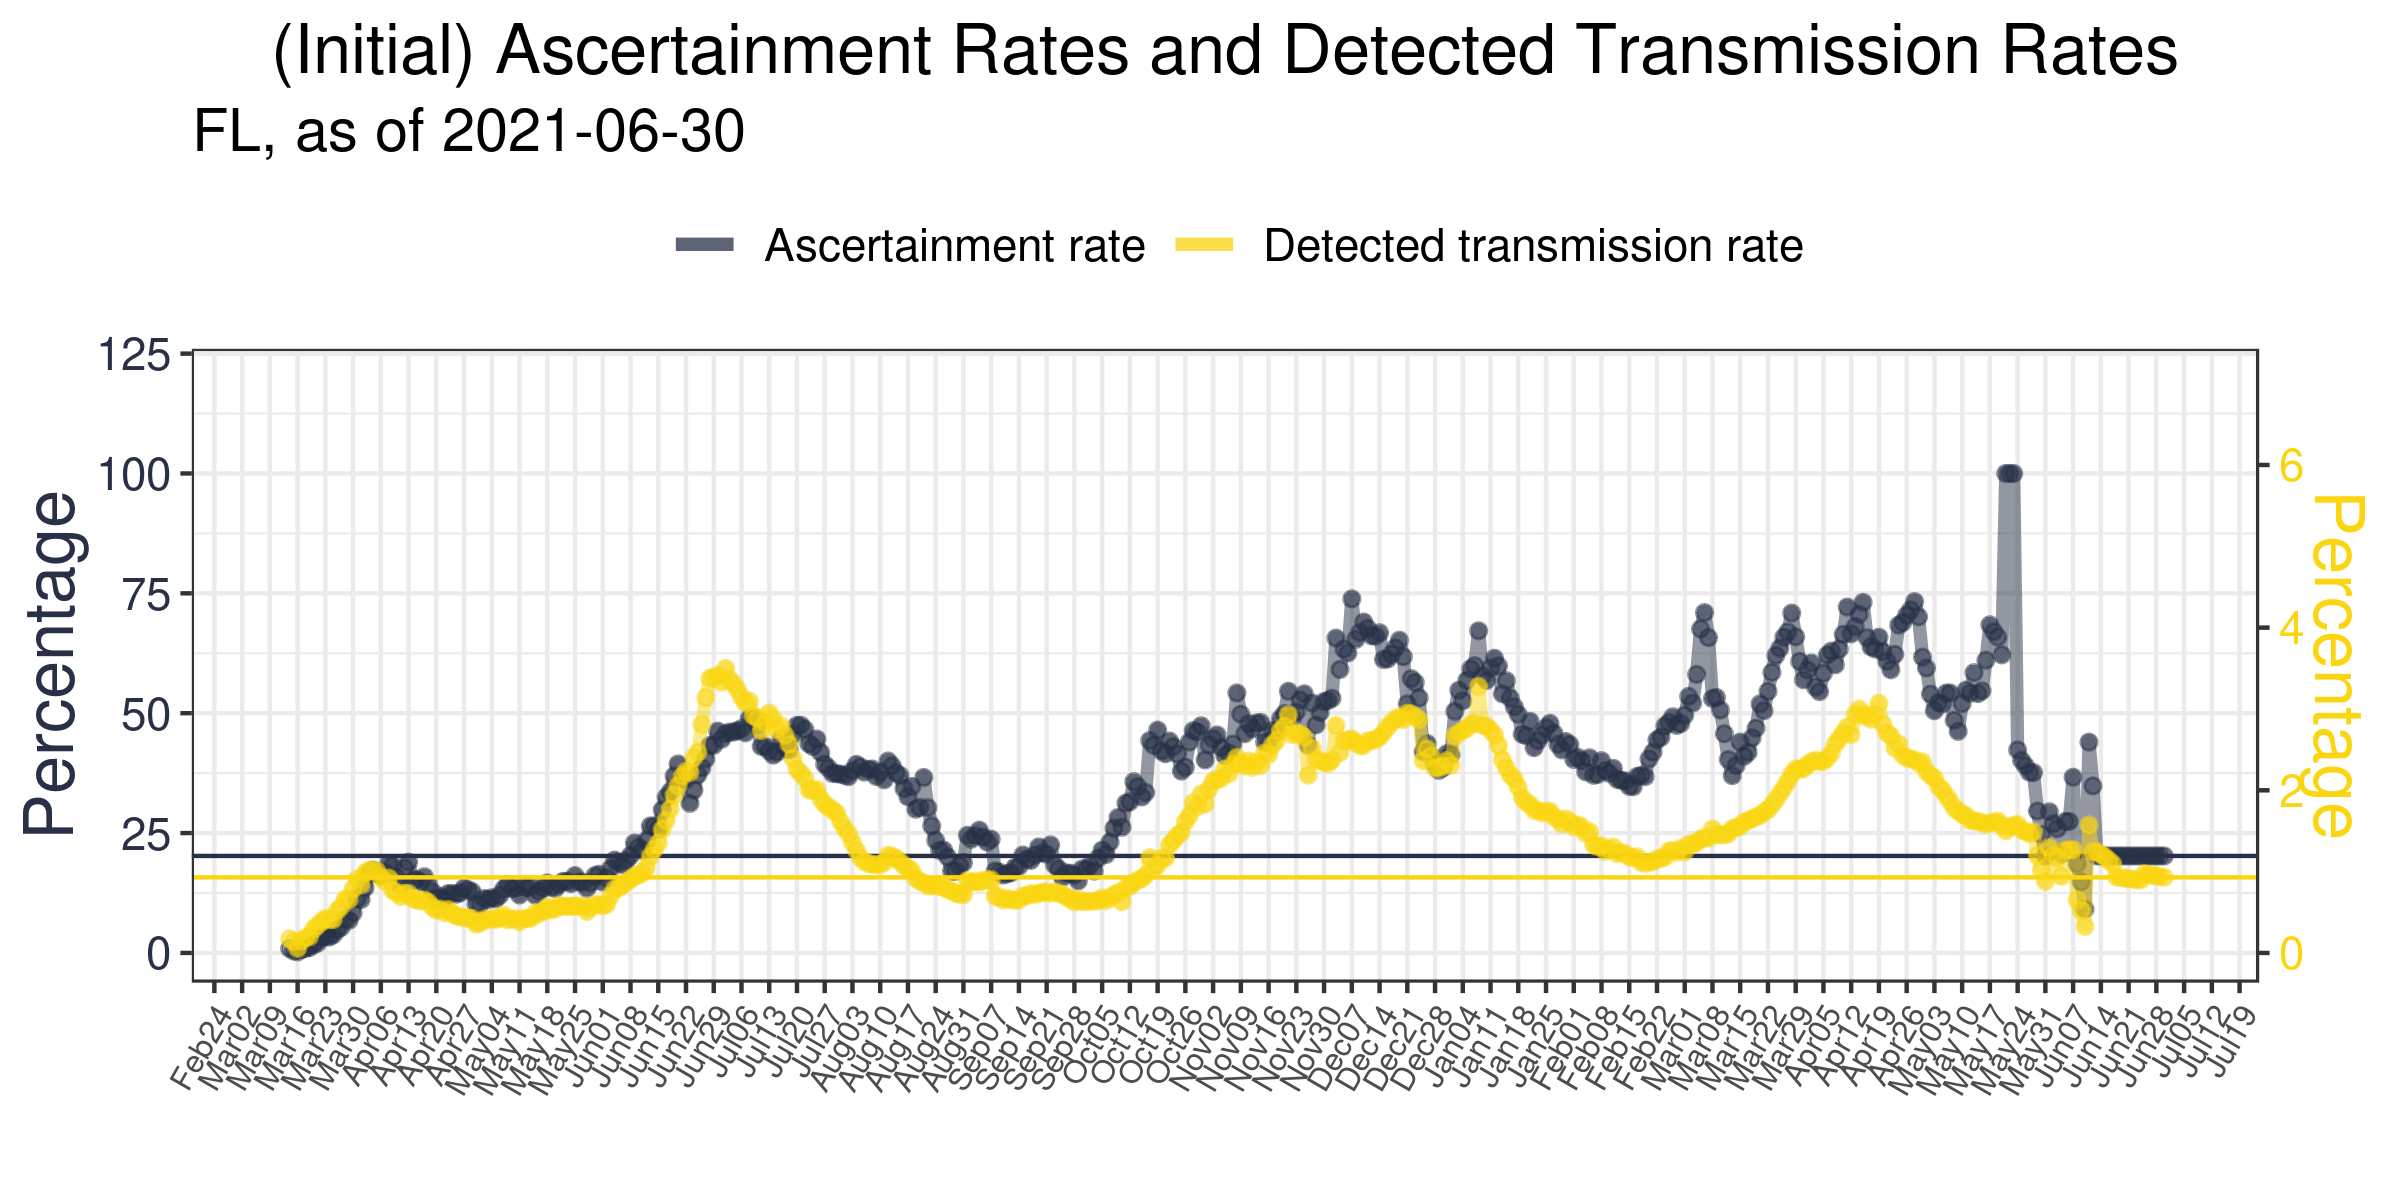 (Initial) Ascertainment Rates and Detected Transmission Rates
FL, as of 2021-06-30
Ascertainment rate Detected transmission rate
125
100
75
50
25
0
Percentage
6
4
2
0
Percentage
Feb24 Mar02 Mar09 Mar16 Mar23 Mar30 Apr06 Apr13 Apr20 Apr27 May04 May11 May18 May25 Jun01 Jun08 Jun15 Jun22 Jun29 Jul06 Jul13 Jul20 Jul27 Aug03 Aug10 Aug17 Aug24 Aug31 Sep07 Sep14 Sep21 Sep28 Oct05 Oct12 Oct19 Oct26 Nov02 Nov09 Nov16 Nov23 Nov30 Dec07 Dec14 Dec21 Dec28 Jan04 Jan11 Jan18 Jan25 Feb01 Feb08 Feb15 Feb22 Mar01 Mar08 Mar15 Mar22 Mar29 Apr05 Apr12 Apr19 Apr26 May03 May10 May17 May24 May31 Jun07 Jun14 Jun21 Jun28 Jul05 Jul12 Jul19